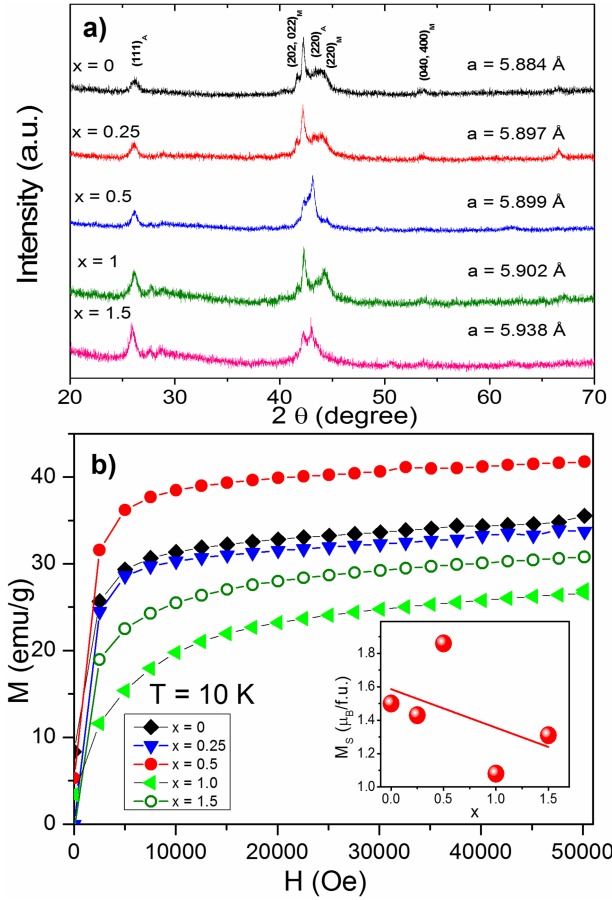 a)
(111)A
(202, 022)M
(220)A
(220)M
(040, 400)M
x = 0
a = 5.884 Å
x = 0.25
a = 5.897 Å
x = 0.5
a = 5.899 Å
x = 1
a = 5.902 Å
x = 1.5
a = 5.938 Å
Intensity (a.u.)
20 30 40 50 60 70
2 θ (degree)
b)
40
30
20
10
0
M (emu/g)
T = 10 K
x = 0
x = 0.25
x = 0.5
x = 1.0
x = 1.5
1.8
1.6
1.4
1.2
1.0
MS (μB/f.u.)
0.0 0.5 1.0 1.5
x
0 10000 20000 30000 40000 50000
H (Oe)